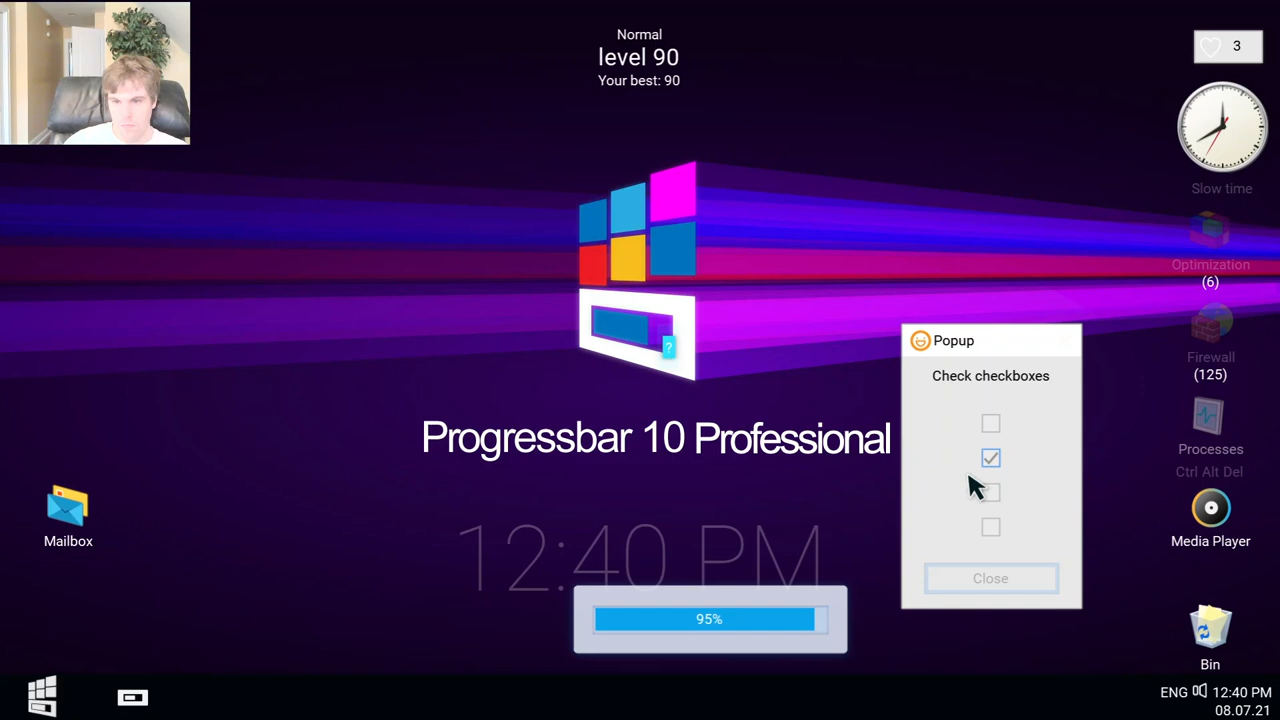 Normal
level 90
Your best: 90
3
Slow time
Optimization
(6)
Firewall
(125)
Processes
Ctrl Alt Del
Media Player
Bin
?
Progressbar 10 Professional
Popup
Check checkboxes
Close
Mailbox
12:40 PM
95%
ENG 12:40 PM
08.07.21